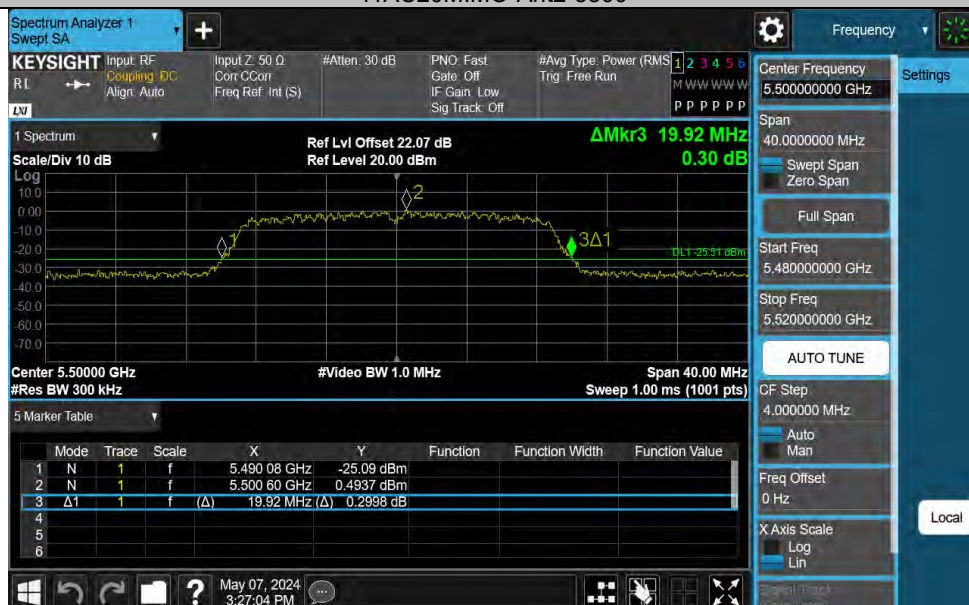 11AC20MIMO-Ant2-5500
Spectrum Analyzer 1
Swept SA
Frequency
KEYSIGHT
RL
LXI
Input: RF
Coupling: DC
Align: Auto
Input Z: 50 Ω
Corr CCorr
Freq Ref: Int (S)
#Atten: 30 dB
PNO: Fast
Gate: Off
IF Gain: Low
Sig Track: Off
#Avg Type: Power (RMS
Trig: Free Run
1 2 3 4 5 6
M W W W W W
P P P P P P
1 Spectrum
Scale/Div 10 dB
Ref Lvl Offset 22.07 dB
Ref Level 20.00 dBm
ΔMkr3 19.92 MHz
0.30 dB
Log
10.0
0.00
-10.0
-20.0
-30.0
-40.0
-50.0
-60.0
-70.0
1
2
3Δ1
DL1 -25.51 dBm
Center 5.50000 GHz
#Res BW 300 kHz
#Video BW 1.0 MHz
Span 40.00 MHz
Sweep 1.00 ms (1001 pts)
5 Marker Table
Mode Trace Scale X Y Function Function Width Function Value
1 N 1 f 5.490 08 GHz -25.09 dBm
2 N 1 f 5.500 60 GHz 0.4937 dBm
3 Δ1 1 f (Δ) 19.92 MHz (Δ) 0.2998 dB
4
5
6
May 07, 2024
3:27:04 PM
Center Frequency
5.500000000 GHz
Span
40.0000000 MHz
Swept Span
Zero Span
Full Span
Start Freq
5.480000000 GHz
Stop Freq
5.520000000 GHz
AUTO TUNE
CF Step
4.000000 MHz
Auto
Man
Freq Offset
0 Hz
X Axis Scale
Log
Lin
Signal Track
Settings
Local